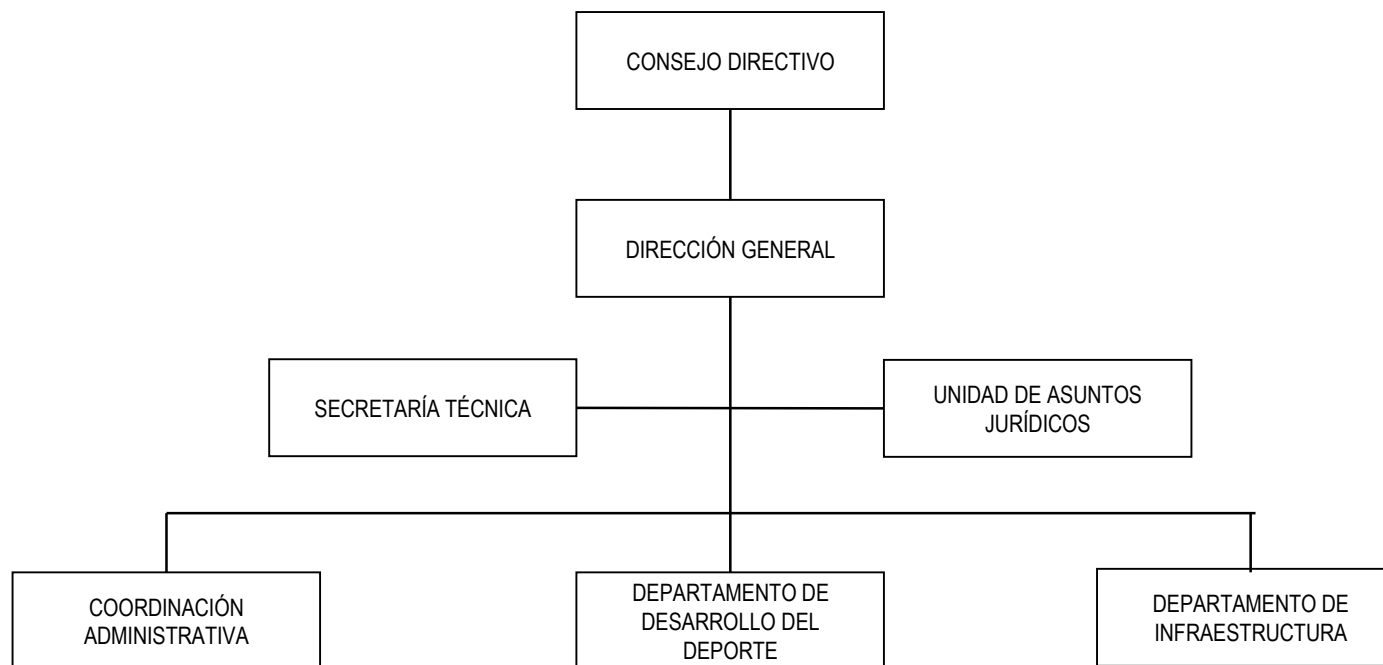 CONSEJO DIRECTIVO
DIRECCIÓN GENERAL
SECRETARÍA TÉCNICA
UNIDAD DE ASUNTOS
JURÍDICOS
COORDINACIÓN
ADMINISTRATIVA
DEPARTAMENTO DE
DESARROLLO DEL
DEPORTE
DEPARTAMENTO DE
INFRAESTRUCTURA